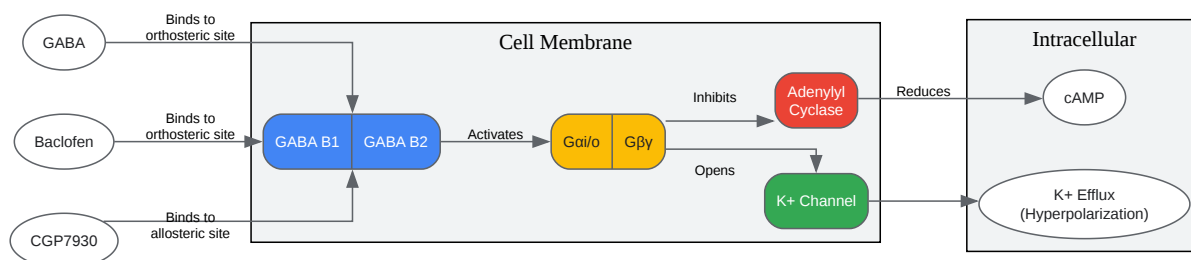 GABA
Binds to
orthosteric site
Cell Membrane
Intracellular
Baclofen
Binds to
orthosteric site
GABA B1
GABA B2
Activates
Gαi/o
Gβγ
Inhibits
Adenylyl
Cyclase
Reduces
cAMP
Opens
K+ Channel
K+ Efflux
(Hyperpolarization)
CGP7930
Binds to
allosteric site